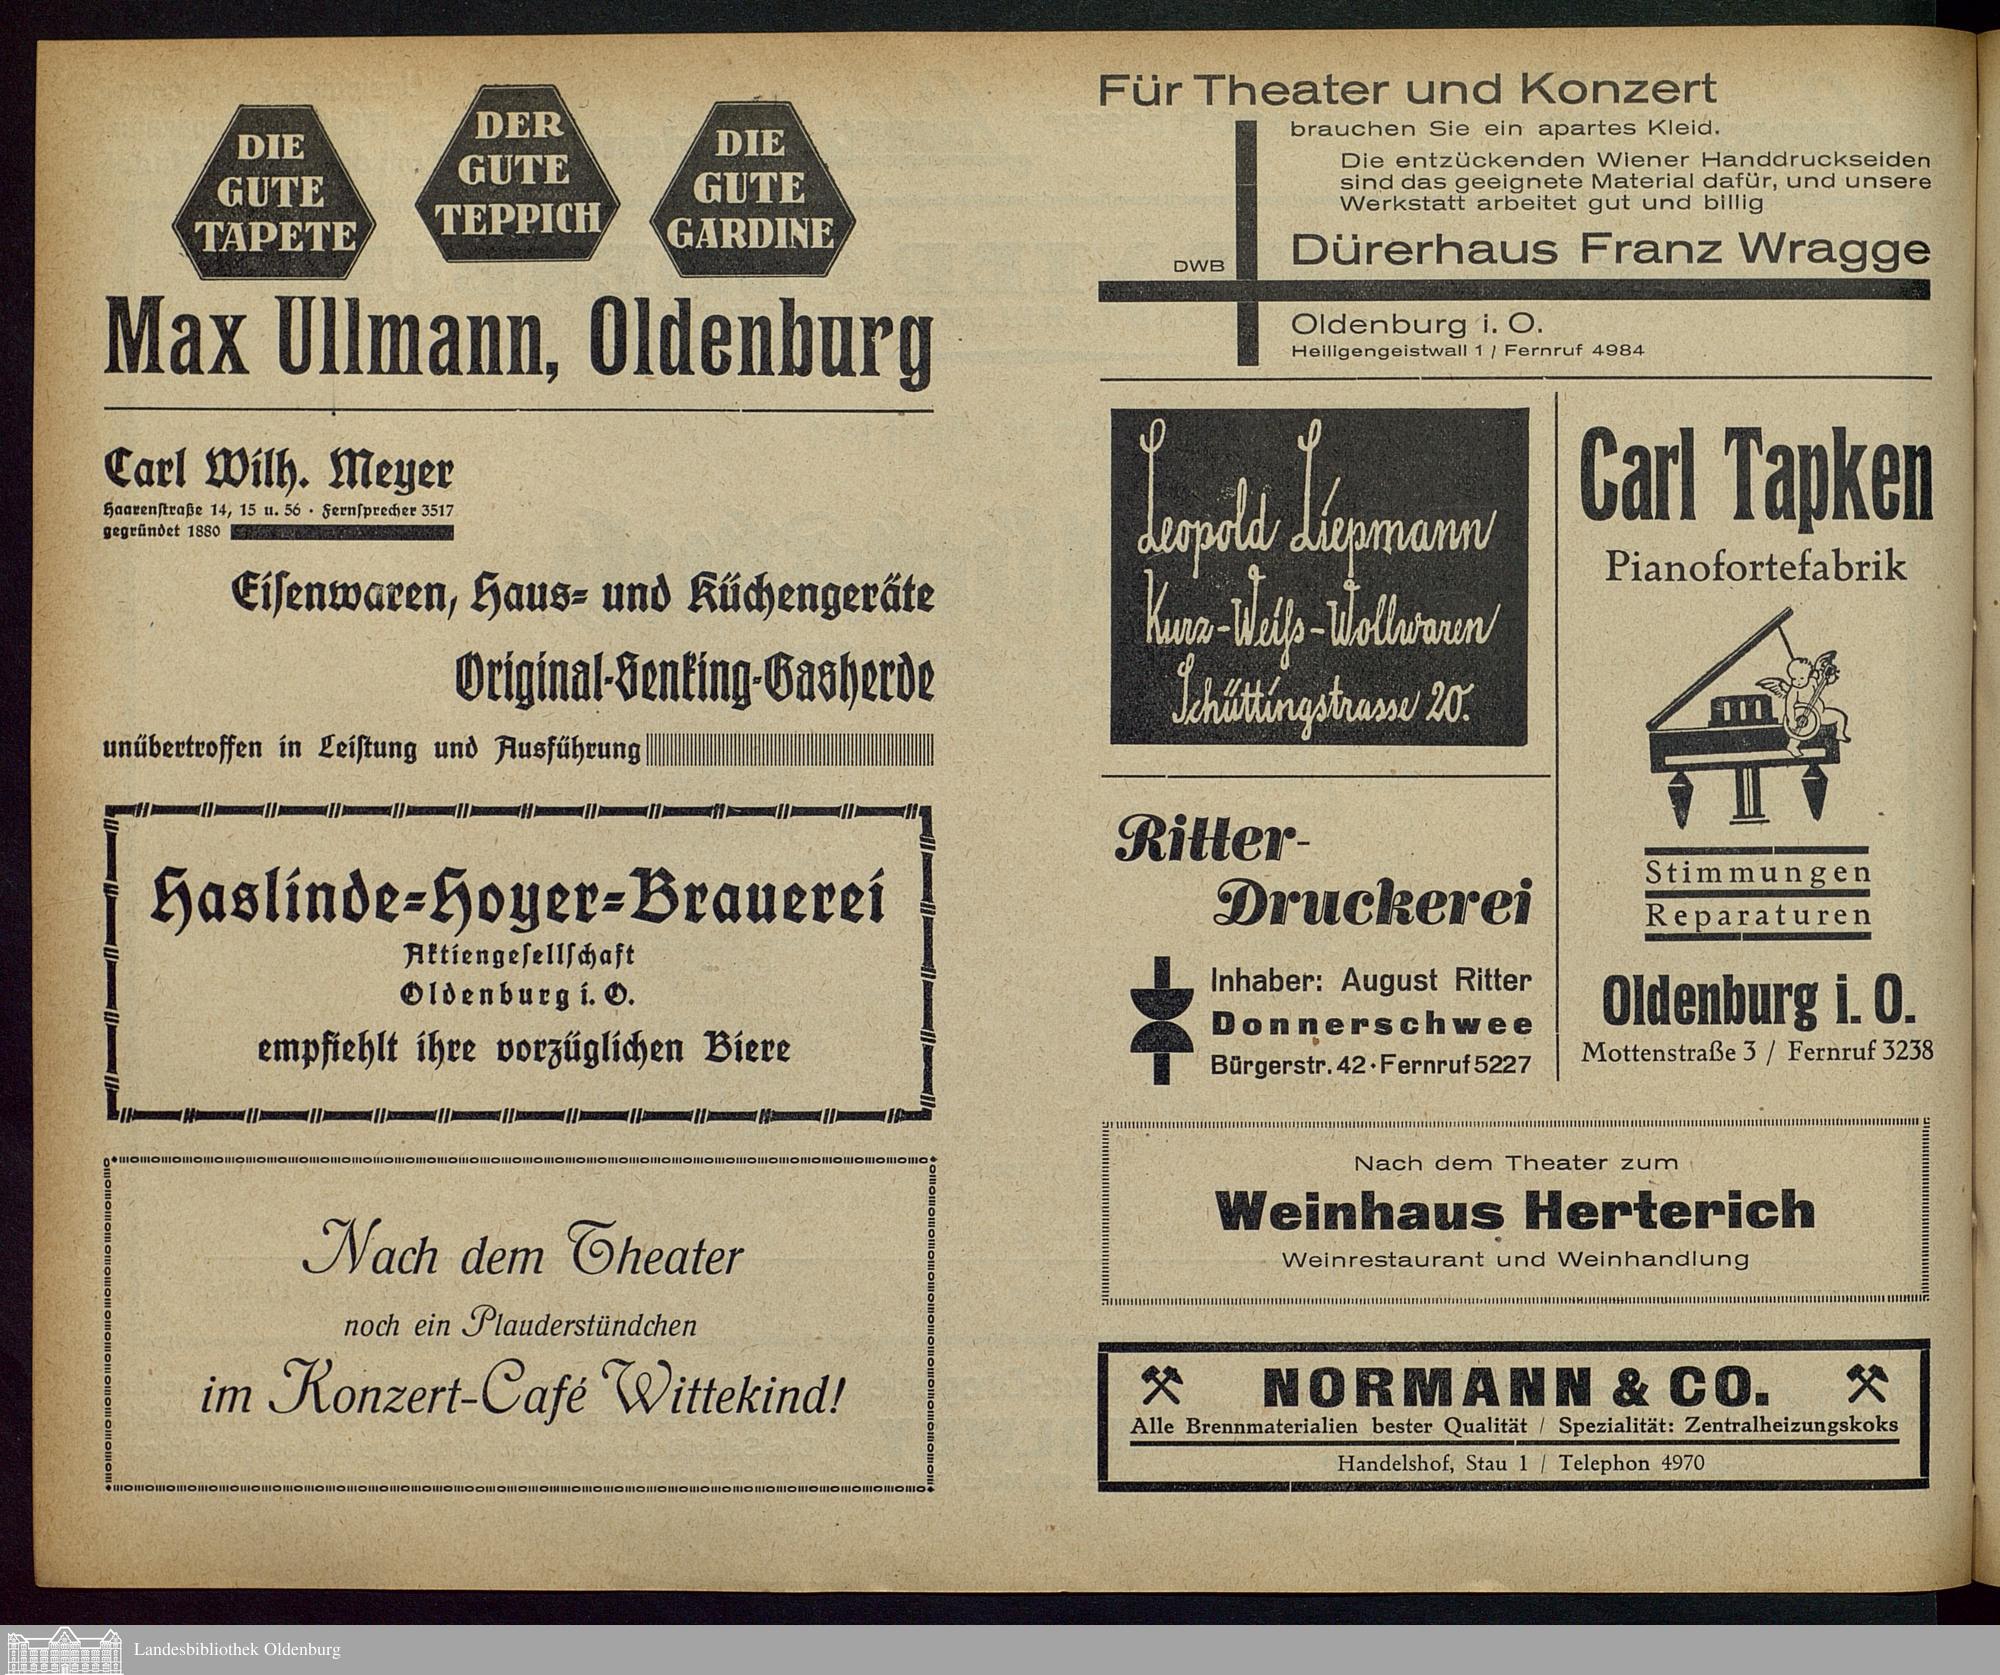 DIE
GUTE
TAPETE
DER
GUTE
TEPPICH
DIE
GUTE
GARDINE
Max Ullmann, Oldenburg
Carl Wilh. Meyer
Haarenstraße 14, 15 u. 56 · Fernsprecher 3517
gegründet 1880
Eisenwaren, Haus- und Küchengeräte
Original-Senking-Gasherde
unübertroffen in Leistung und Ausführung
Haslinde-Hoyer-Brauerei
Aktiengesellschaft
Oldenburg i. O.
empfiehlt ihre vorzüglichen Biere
Nach dem Theater
noch ein Plauderstündchen
im Konzert-Café Wittekind!
Für Theater und Konzert
brauchen Sie ein apartes Kleid.
Die entzückenden Wiener Handdruckseiden
sind das geeignete Material dafür, und unsere
Werkstatt arbeitet gut und billig
Dürerhaus Franz Wragge
DWB
Oldenburg i. O.
Heiligengeistwall 1 / Fernruf 4984
Leopold Liepmann
Kurz-Weiß-Wollwaren
Schüttingstrasse 20.
Carl Tapken
Pianofortefabrik
Stimmungen
Reparaturen
Oldenburg i. O.
Mottenstraße 3 / Fernruf 3238
Ritter-
Druckerei
Inhaber: August Ritter
Donnerschwee
Bürgerstr. 42 · Fernruf 5227
Nach dem Theater zum
Weinhaus Herterich
Weinrestaurant und Weinhandlung
NORMANN & CO.
Alle Brennmaterialien bester Qualität / Spezialität: Zentralheizungskoks
Handelshof, Stau 1 / Telephon 4970
Landesbibliothek Oldenburg